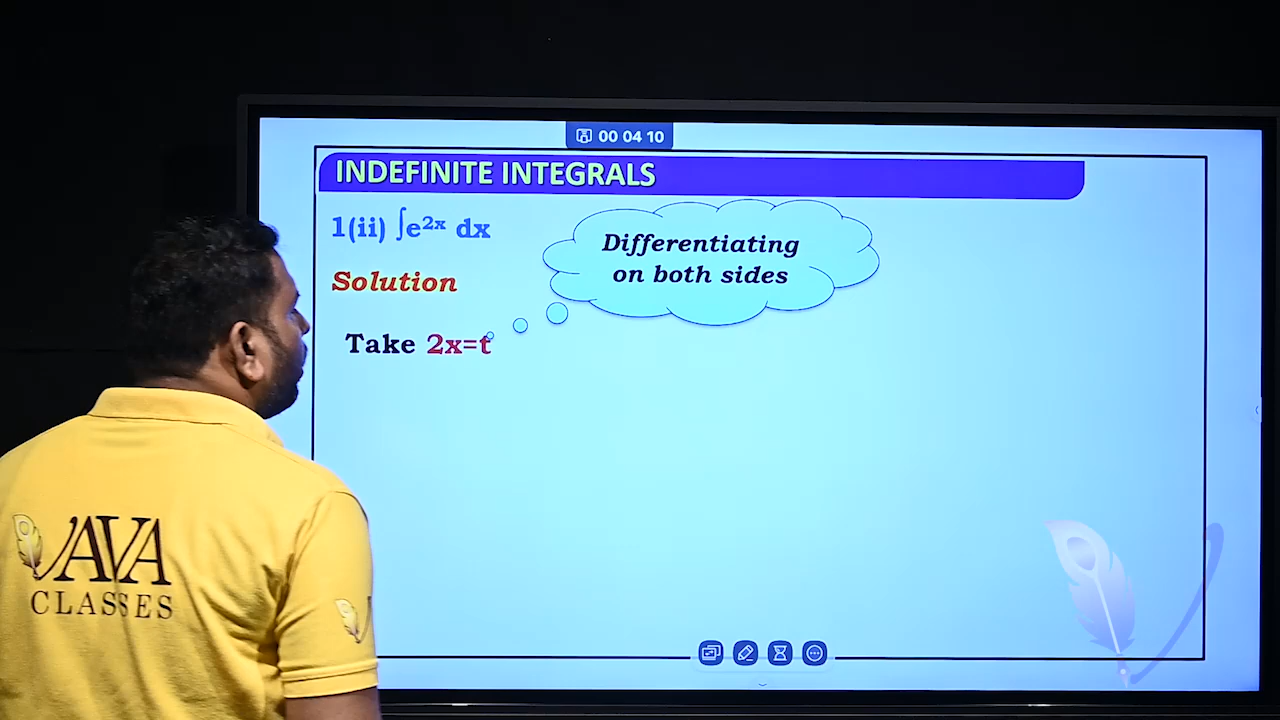 00 04 10
INDEFINITE INTEGRALS
1(ii) ∫e²ˣ dx
Differentiating
on both sides
Solution
Take 2x=t
JAVA
CLASSES